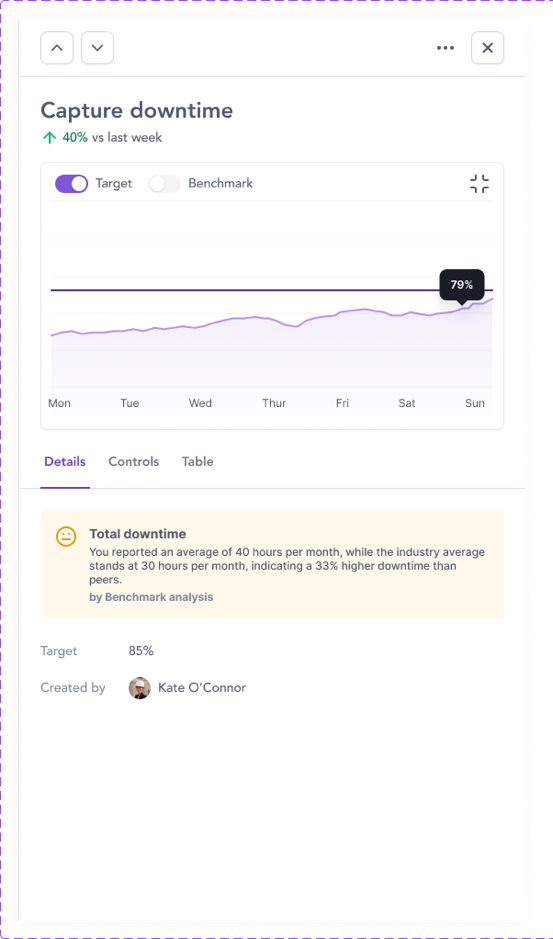 Capture downtime
40% vs last week
Target Benchmark
79%
Mon Tue Wed Thur Fri Sat Sun
Details Controls Table
Total downtime
You reported an average of 40 hours per month, while the industry average
stands at 30 hours per month, indicating a 33% higher downtime than
peers.
by Benchmark analysis
Target 85%
Created by Kate O’Connor